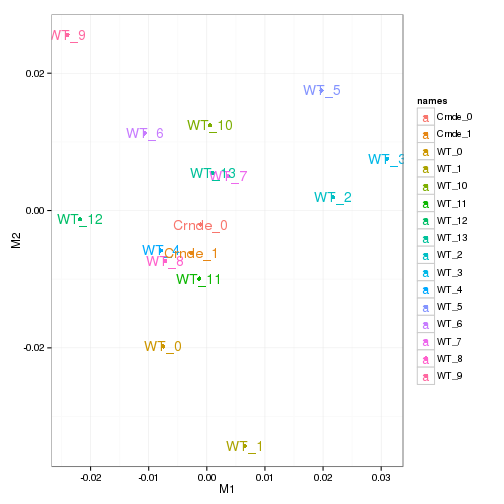 WT_9
WT_5
WT_10
WT_6
WT_3
WT_13
WT_7
WT_2
WT_12
Crnde_0
WT_4
Crnde_1
WT_8
WT_11
WT_0
WT_1
0.02
0.00
-0.02
M2
-0.02
-0.01
0.00
0.01
0.02
0.03
M1
names
a Crnde_0
a Crnde_1
a WT_0
a WT_1
a WT_10
a WT_11
a WT_12
a WT_13
a WT_2
a WT_3
a WT_4
a WT_5
a WT_6
a WT_7
a WT_8
a WT_9